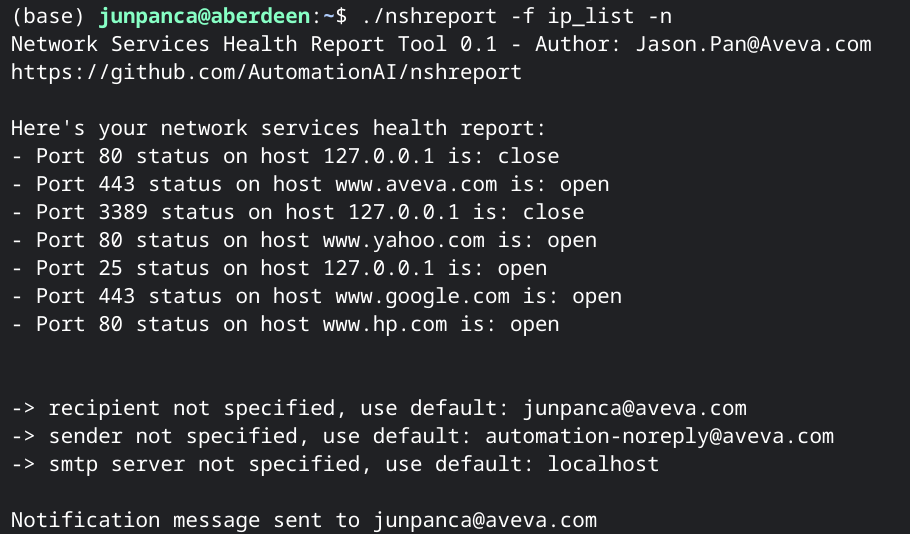 (base) junpanca@aberdeen:~$ ./nshreport -f ip_list -n
Network Services Health Report Tool 0.1 - Author: Jason.Pan@Aveva.com
https://github.com/AutomationAI/nshreport
Here's your network services health report:
- Port 80 status on host 127.0.0.1 is: close
- Port 443 status on host www.aveva.com is: open
- Port 3389 status on host 127.0.0.1 is: close
- Port 80 status on host www.yahoo.com is: open
- Port 25 status on host 127.0.0.1 is: open
- Port 443 status on host www.google.com is: open
- Port 80 status on host www.hp.com is: open
-> recipient not specified, use default: junpanca@aveva.com
-> sender not specified, use default: automation-noreply@aveva.com
-> smtp server not specified, use default: localhost
Notification message sent to junpanca@aveva.com